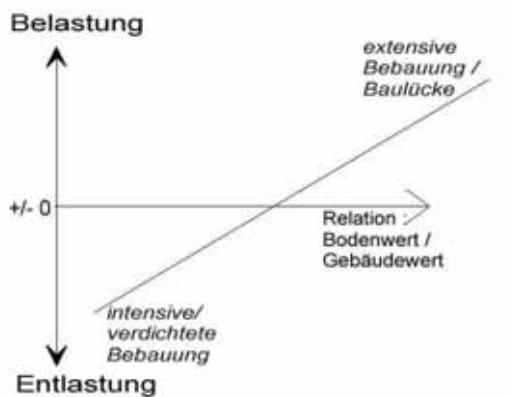 Belastung
extensive
Bebauung /
Baulücke
+/- 0
Relation :
Bodenwert /
Gebäudewert
intensive/
verdichtete
Bebauung
Entlastung